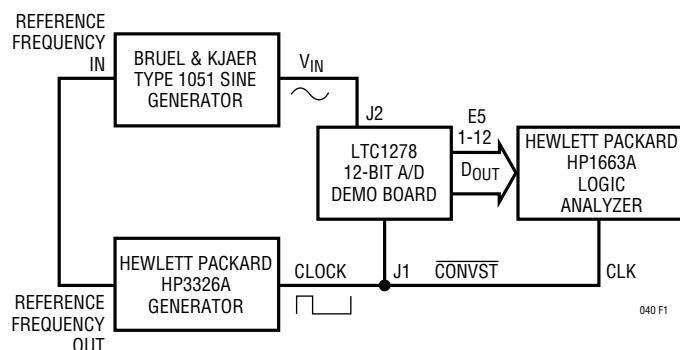 REFERENCE
FREQUENCY
IN
BRUEL & KJAER
TYPE 1051 SINE
GENERATOR
VIN
J2
LTC1278
12-BIT A/D
DEMO BOARD
E5
1-12
DOUT
HEWLETT PACKARD
HP1663A
LOGIC
ANALYZER
HEWLETT PACKARD
HP3326A
GENERATOR
CLOCK
J1
CONVST
CLK
REFERENCE
FREQUENCY
OUT
040 F1